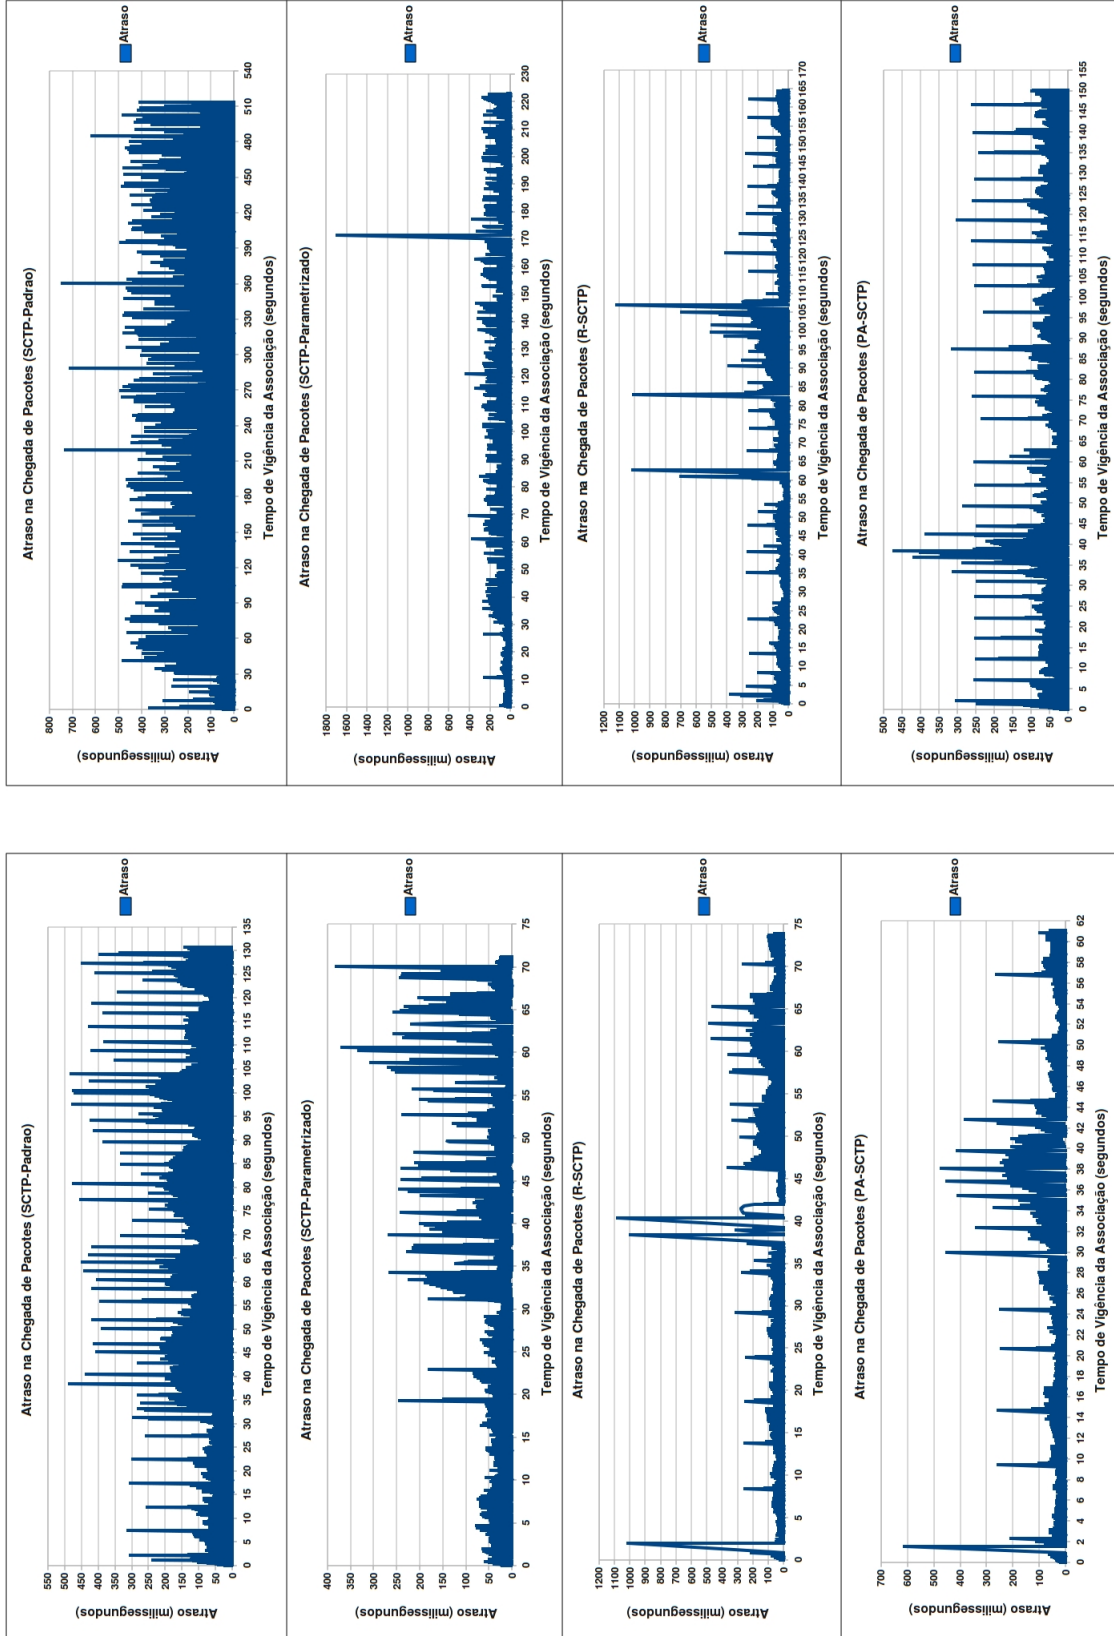 Atraso na Chegada de Pacotes (SCTP-Padrao)
Atraso (milissegundos)
550
500
450
400
350
300
250
200
150
100
50
0
0 5 10 15 20 25 30 35 40 45 50 55 60 65 70 75 80 85 90 95 100 105 110 115 120 125 130 135
Tempo de Vigência da Associação (segundos)
Atraso
Atraso na Chegada de Pacotes (SCTP-Parametrizado)
Atraso (milissegundos)
400
350
300
250
200
150
100
50
0
0 5 10 15 20 25 30 35 40 45 50 55 60 65 70 75
Tempo de Vigência da Associação (segundos)
Atraso
Atraso na Chegada de Pacotes (R-SCTP)
Atraso (milissegundos)
1200
1100
1000
900
800
700
600
500
400
300
200
100
0
0 5 10 15 20 25 30 35 40 45 50 55 60 65 70 75
Tempo de Vigência da Associação (segundos)
Atraso
Atraso na Chegada de Pacotes (PA-SCTP)
Atraso (milissegundos)
700
600
500
400
300
200
100
0
0 2 4 6 8 10 12 14 16 18 20 22 24 26 28 30 32 34 36 38 40 42 44 46 48 50 52 54 56 58 60 62
Tempo de Vigência da Associação (segundos)
Atraso
Atraso na Chegada de Pacotes (SCTP-Padrao)
Atraso (milissegundos)
800
700
600
500
400
300
200
100
0
0 30 60 90 120 150 180 210 240 270 300 330 360 390 420 450 480 510 540
Tempo de Vigência da Associação (segundos)
Atraso
Atraso na Chegada de Pacotes (SCTP-Parametrizado)
Atraso (milissegundos)
1800
1600
1400
1200
1000
800
600
400
200
0
0 10 20 30 40 50 60 70 80 90 100 110 120 130 140 150 160 170 180 190 200 210 220 230
Tempo de Vigência da Associação (segundos)
Atraso
Atraso na Chegada de Pacotes (R-SCTP)
Atraso (milissegundos)
1200
1100
1000
900
800
700
600
500
400
300
200
100
0
0 5 10 15 20 25 30 35 40 45 50 55 60 65 70 75 80 85 90 95 100 105 110 115 120 125 130 135 140 145 150 155 160 165 170
Tempo de Vigência da Associação (segundos)
Atraso
Atraso na Chegada de Pacotes (PA-SCTP)
Atraso (milissegundos)
500
450
400
350
300
250
200
150
100
50
0
0 5 10 15 20 25 30 35 40 45 50 55 60 65 70 75 80 85 90 95 100 105 110 115 120 125 130 135 140 145 150 155
Tempo de Vigência da Associação (segundos)
Atraso